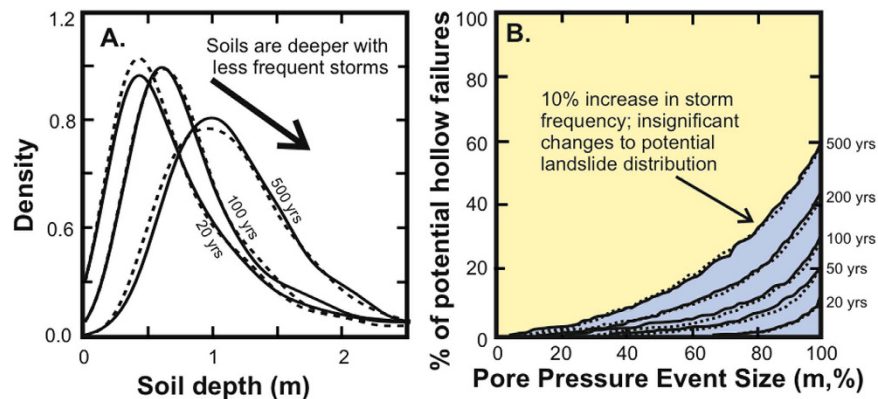 A.
Soils are deeper with
less frequent storms
1.2
0.8
0.6
0.0
Density
20 yrs
100 yrs
500 yrs
0
1
2
Soil depth (m)
B.
10% increase in storm
frequency; insignificant
changes to potential
landslide distribution
100
80
60
40
20
0
% of potential hollow failures
500 yrs
200 yrs
100 yrs
50 yrs
20 yrs
0
20
40
60
80
100
Pore Pressure Event Size (m,%)